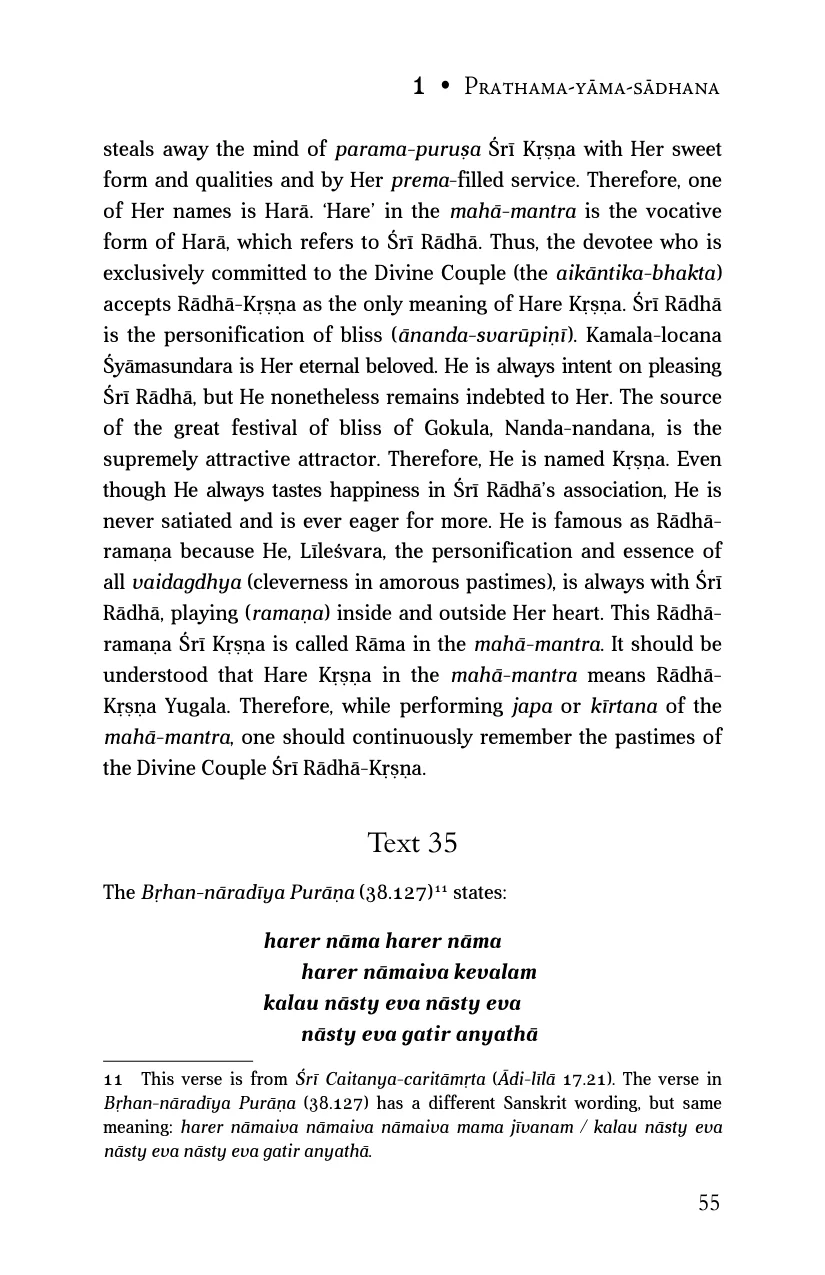 1 • Prathama-yāma-sādhana
steals away the mind of parama-puruṣa Śrī Kṛṣṇa with Her sweet
form and qualities and by Her prema-filled service. Therefore, one
of Her names is Harā. ‘Hare’ in the mahā-mantra is the vocative
form of Harā, which refers to Śrī Rādhā. Thus, the devotee who is
exclusively committed to the Divine Couple (the aikāntika-bhakta)
accepts Rādhā-Kṛṣṇa as the only meaning of Hare Kṛṣṇa. Śrī Rādhā
is the personification of bliss (ānanda-svarūpiṇī). Kamala-locana
Śyāmasundara is Her eternal beloved. He is always intent on pleasing
Śrī Rādhā, but He nonetheless remains indebted to Her. The source
of the great festival of bliss of Gokula, Nanda-nandana, is the
supremely attractive attractor. Therefore, He is named Kṛṣṇa. Even
though He always tastes happiness in Śrī Rādhā’s association, He is
never satiated and is ever eager for more. He is famous as Rādhā-
ramaṇa because He, Līleśvara, the personification and essence of
all vaidagdhya (cleverness in amorous pastimes), is always with Śrī
Rādhā, playing (ramaṇa) inside and outside Her heart. This Rādhā-
ramaṇa Śrī Kṛṣṇa is called Rāma in the mahā-mantra. It should be
understood that Hare Kṛṣṇa in the mahā-mantra means Rādhā-
Kṛṣṇa Yugala. Therefore, while performing japa or kīrtana of the
mahā-mantra, one should continuously remember the pastimes of
the Divine Couple Śrī Rādhā-Kṛṣṇa.
Text 35
The Bṛhan-nāradīya Purāṇa (38.127)¹¹ states:
harer nāma harer nāma
harer nāmaiva kevalam
kalau nāsty eva nāsty eva
nāsty eva gatir anyathā
11 This verse is from Śrī Caitanya-caritāmṛta (Ādi-līlā 17.21). The verse in
Bṛhan-nāradīya Purāṇa (38.127) has a different Sanskrit wording, but same
meaning: harer nāmaiva nāmaiva nāmaiva mama jīvanam / kalau nāsty eva
nāsty eva nāsty eva gatir anyathā.
55